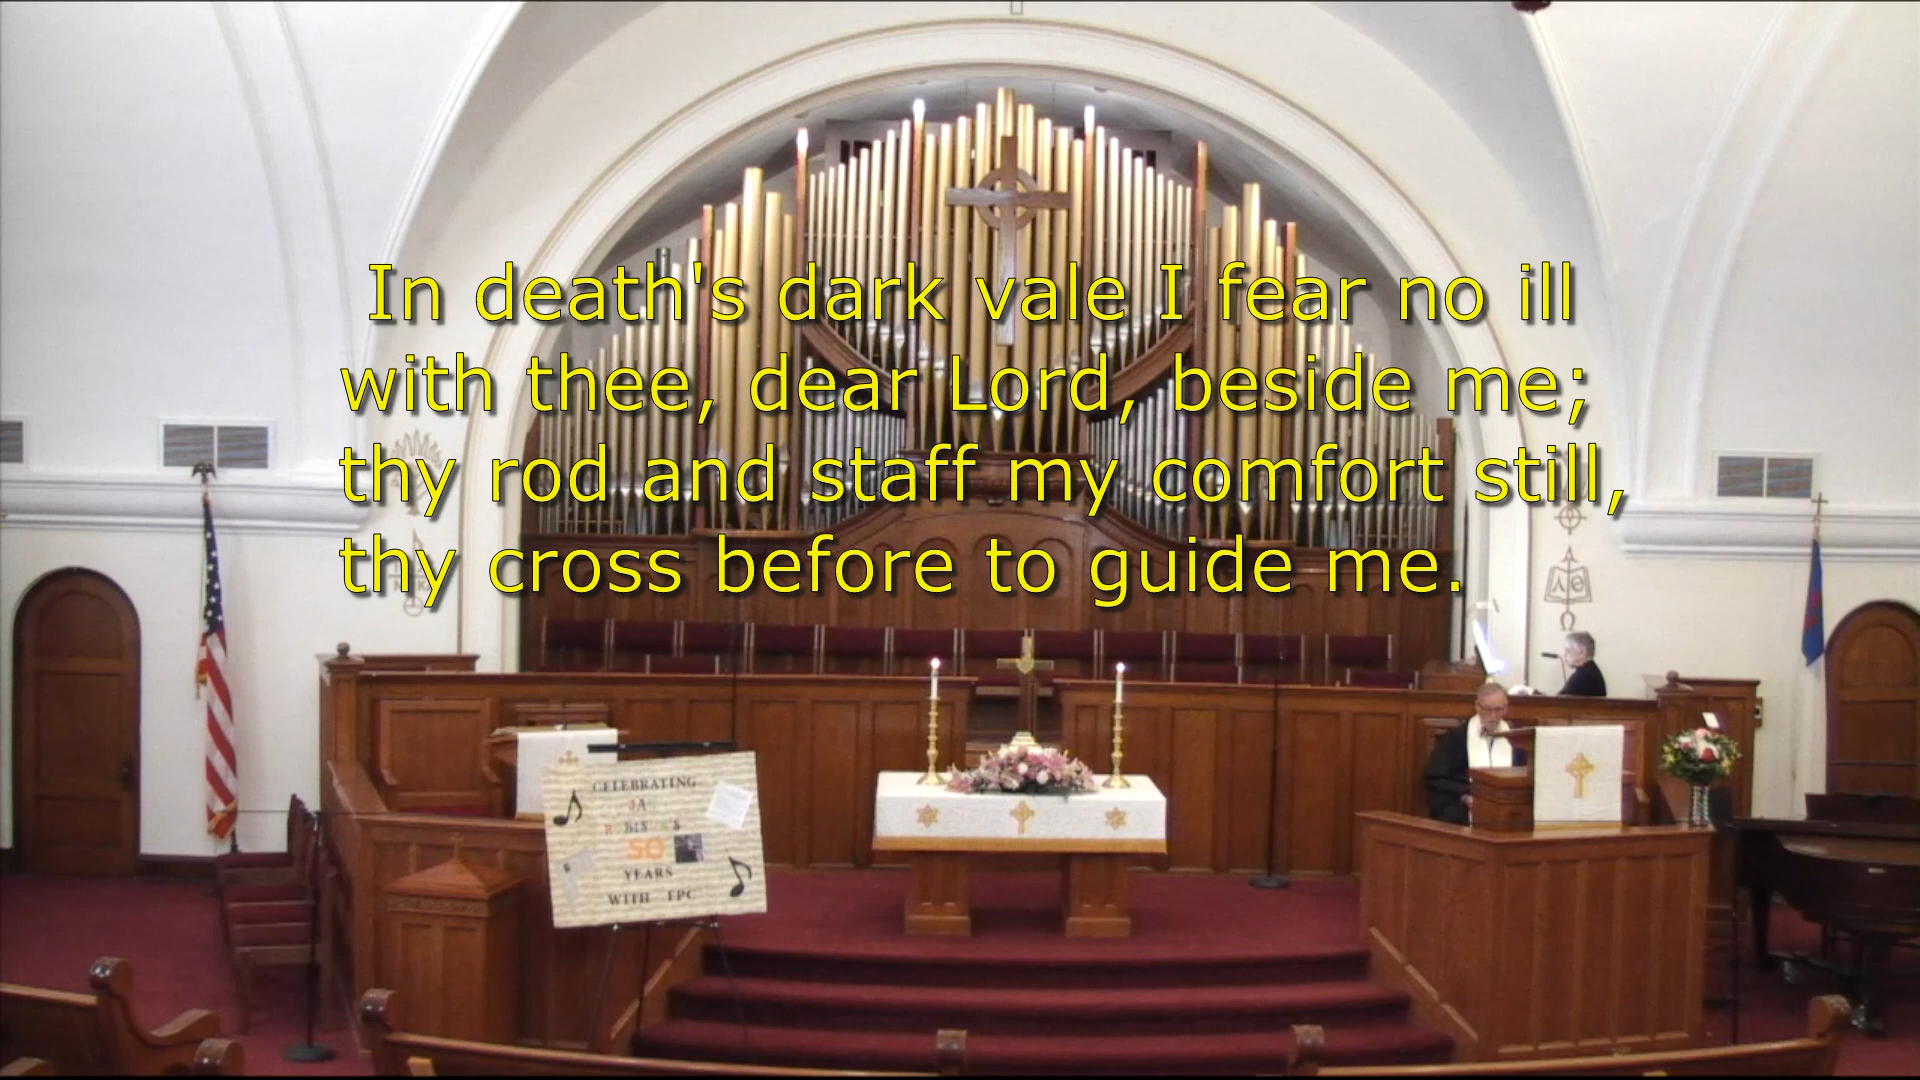 In death's dark vale I fear no ill
with thee, dear Lord, beside me;
thy rod and staff my comfort still,
thy cross before to guide me.
CELEBRATING
50
YEARS
WITH FPC